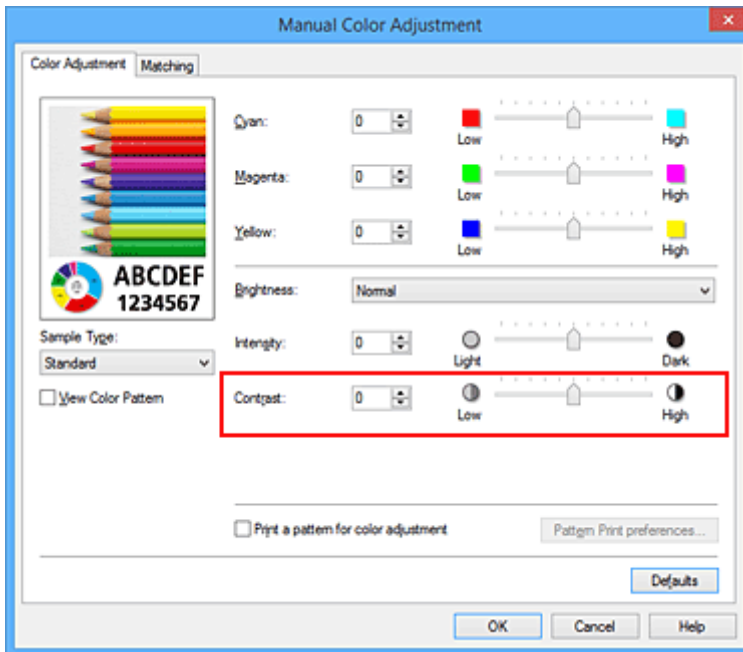 Manual Color Adjustment
Color Adjustment
Matching
Cyan:
0
Low
High
Magenta:
0
Low
High
Yellow:
0
Low
High
ABCDEF
1234567
Sample Type:
Standard
View Color Pattern
Brightness:
Normal
Intensity:
0
Light
Dark
Contrast:
0
Low
High
Print a pattern for color adjustment
Pattern Print preferences...
Defaults
OK
Cancel
Help